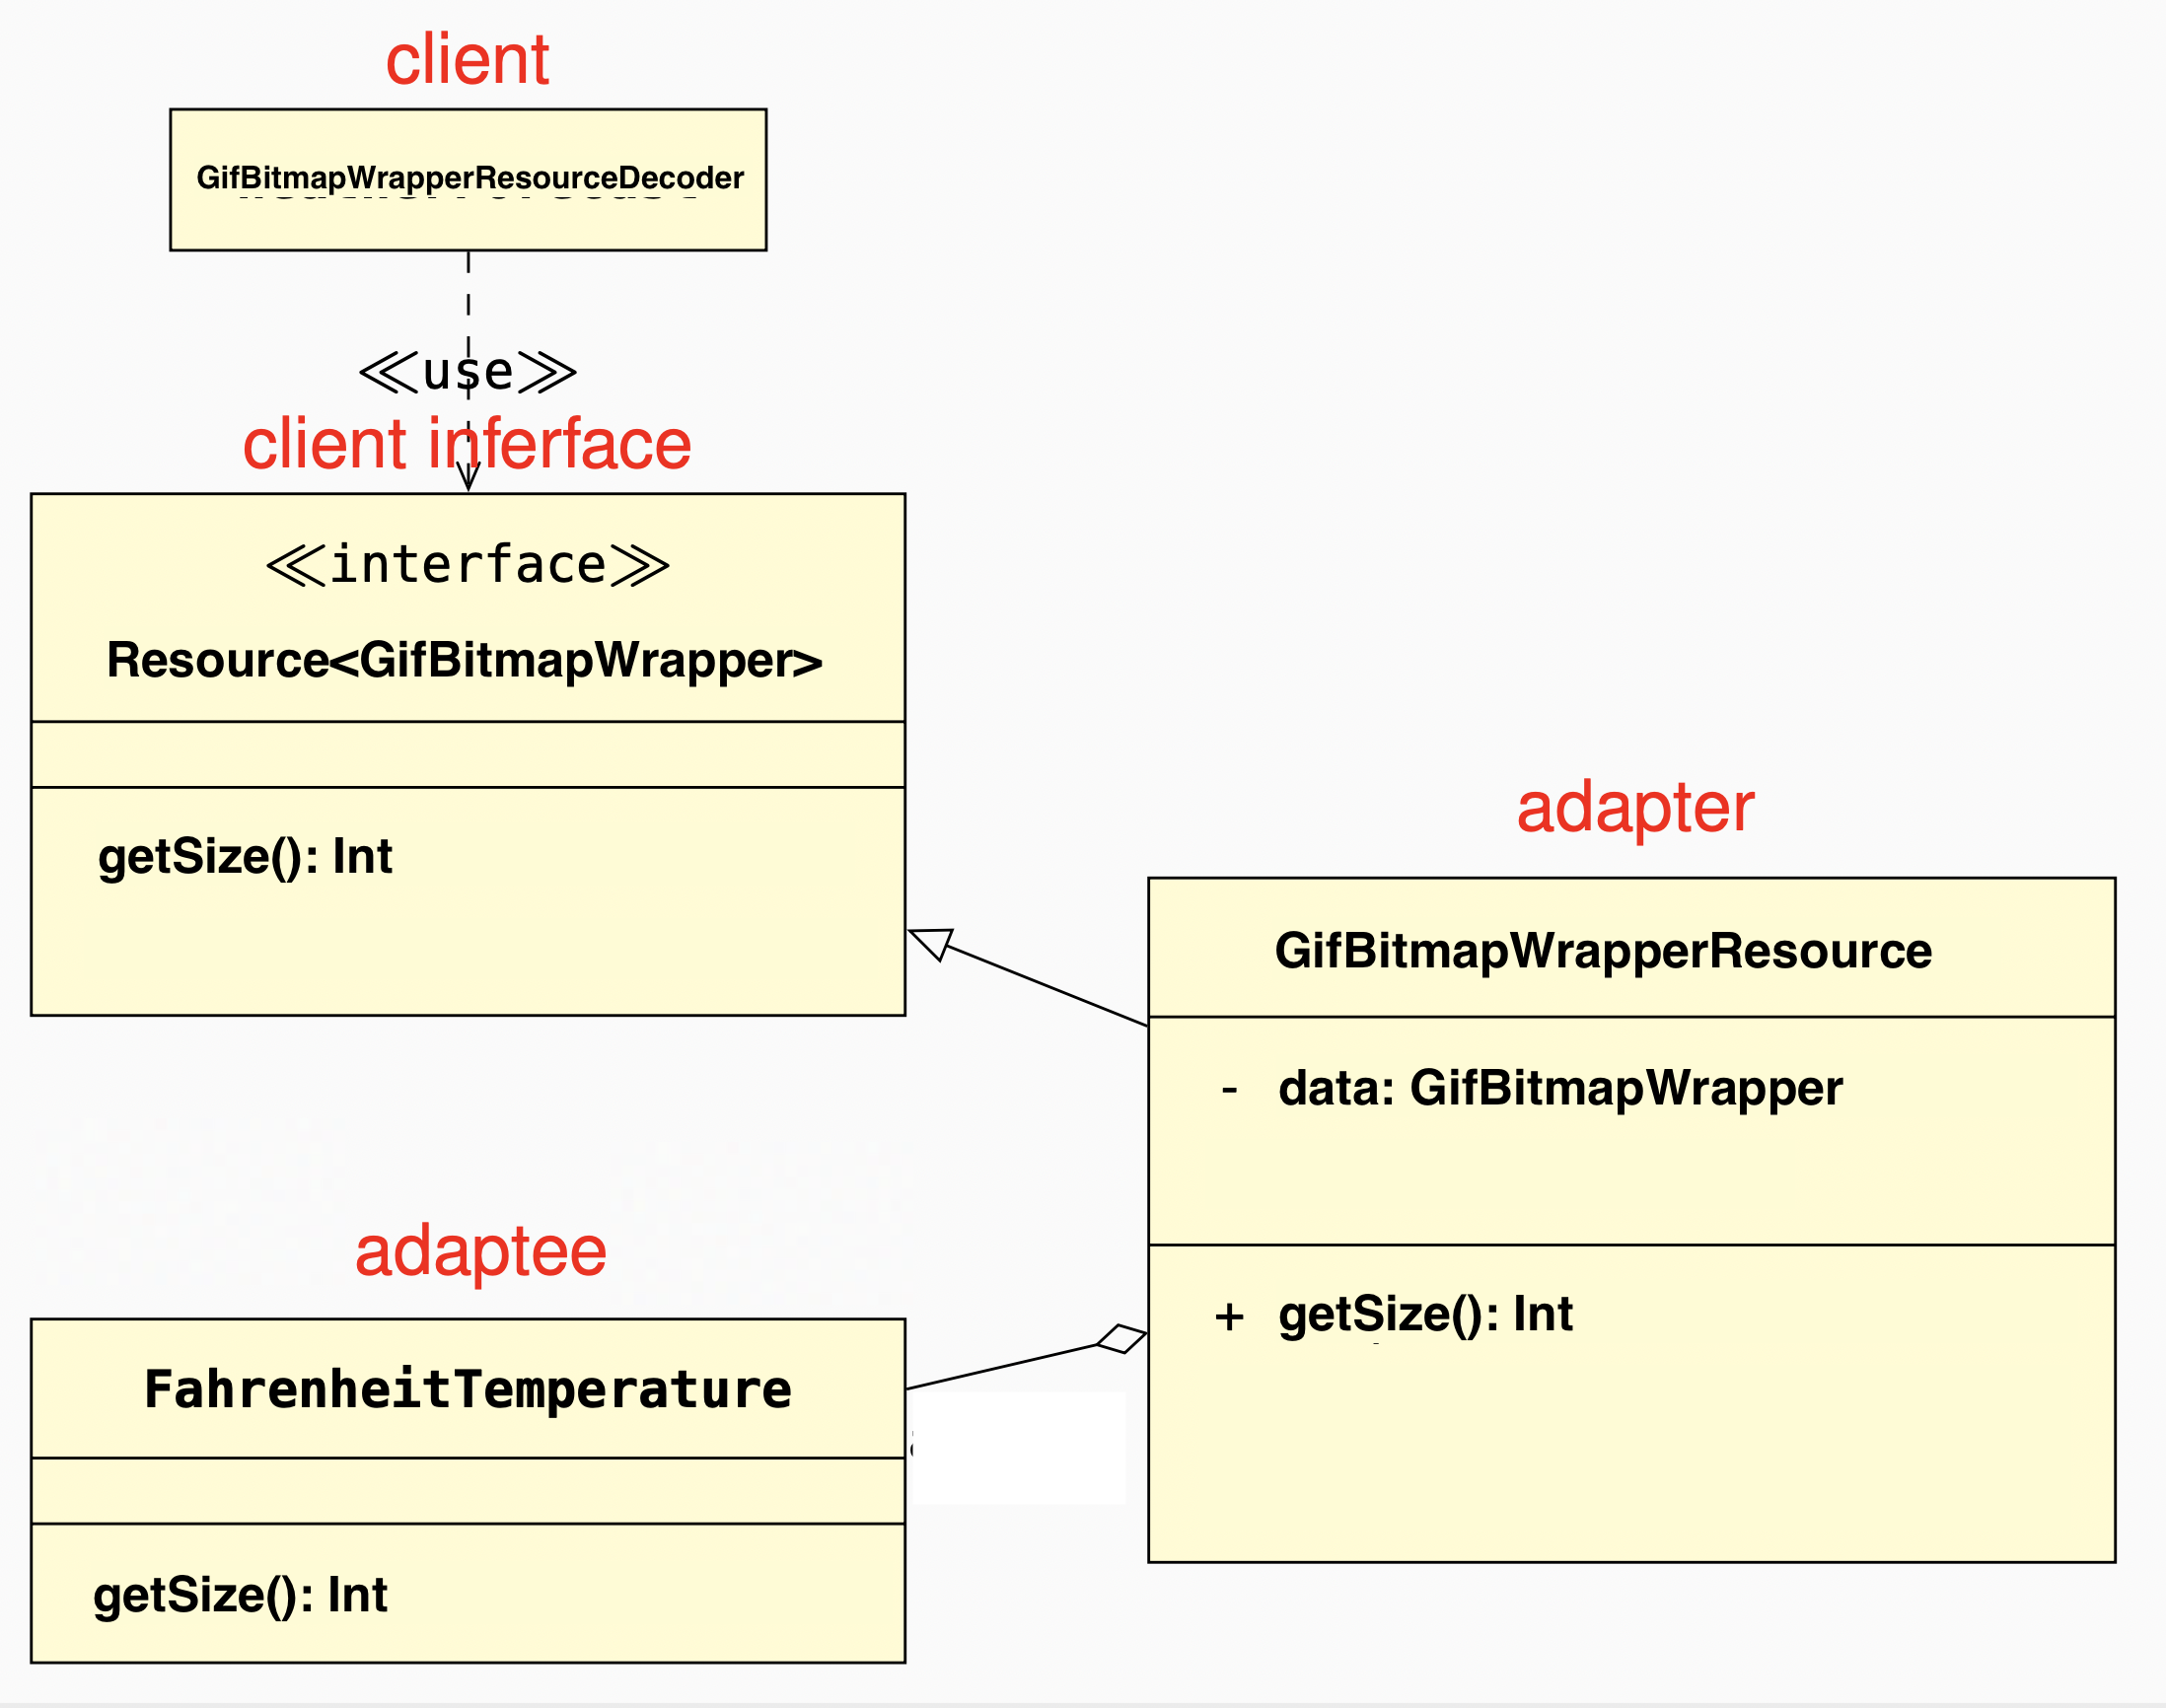 client
GifBitmapWrapperResourceDecoder
≪use≫
client inferface
≪interface≫
Resource<GifBitmapWrapper>
getSize(): Int
adapter
GifBitmapWrapperResource
- data: GifBitmapWrapper
+ getSize(): Int
adaptee
FahrenheitTemperature
getSize(): Int